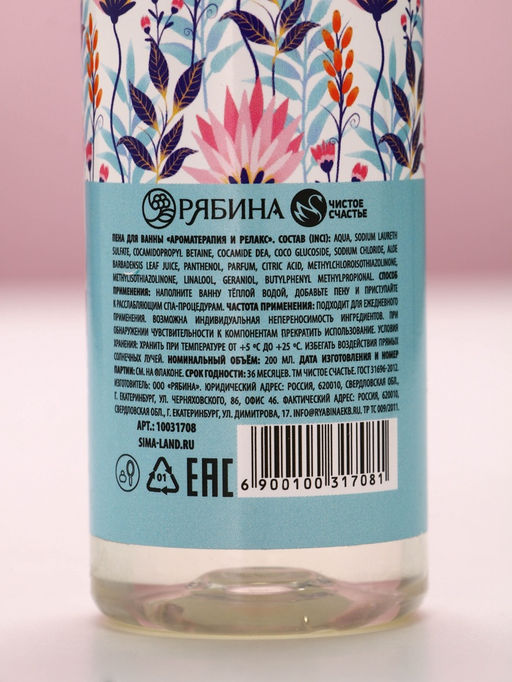 РЯБИНА ЧИСТОЕ СЧАСТЬЕ
ПЕНА ДЛЯ ВАННЫ «АРОМАТЕРАПИЯ И РЕЛАКС». СОСТАВ (INCI): AQUA, SODIUM LAURETH
SULFATE, COCAMIDOPROPYL BETAINE, COCAMIDE DEA, COCO GLUCOSIDE, SODIUM CHLORIDE, ALOE
BARBADENSIS LEAF JUICE, PANTHENOL, PARFUM, CITRIC ACID, METHYLCHLOROISOTHIAZOLINONE,
METHYLISOTHIAZOLINONE, LINALOOL, GERANIOL, BUTYLPHENYL METHYLPROPIONAL. СПОСОБ
ПРИМЕНЕНИЯ: НАПОЛНИТЕ ВАННУ ТЁПЛОЙ ВОДОЙ, ДОБАВЬТЕ ПЕНУ И ПРИСТУПАЙТЕ
К РАССЛАБЛЯЮЩИМ СПА-ПРОЦЕДУРАМ. ЧАСТОТА ПРИМЕНЕНИЯ: ПОДХОДИТ ДЛЯ ЕЖЕДНЕВНОГО
ПРИМЕНЕНИЯ. ВОЗМОЖНА ИНДИВИДУАЛЬНАЯ НЕПЕРЕНОСИМОСТЬ ИНГРЕДИЕНТОВ. ПРИ
ОБНАРУЖЕНИИ ЧУВСТВИТЕЛЬНОСТИ К КОМПОНЕНТАМ ПРЕКРАТИТЬ ИСПОЛЬЗОВАНИЕ. УСЛОВИЯ
ХРАНЕНИЯ: ХРАНИТЬ ПРИ ТЕМПЕРАТУРЕ ОТ +5 ºС ДО +25 ºС. ИЗБЕГАТЬ ВОЗДЕЙСТВИЯ ПРЯМЫХ
СОЛНЕЧНЫХ ЛУЧЕЙ. НОМИНАЛЬНЫЙ ОБЪЁМ: 200 МЛ. ДАТА ИЗГОТОВЛЕНИЯ И НОМЕР
ПАРТИИ: СМ. НА ФЛАКОНЕ. СРОК ГОДНОСТИ: 36 МЕСЯЦЕВ. ТМ ЧИСТОЕ СЧАСТЬЕ. ГОСТ 31696-2012.
ИЗГОТОВИТЕЛЬ: ООО «РЯБИНА». ЮРИДИЧЕСКИЙ АДРЕС: РОССИЯ, 620010, СВЕРДЛОВСКАЯ ОБЛ.,
Г. ЕКАТЕРИНБУРГ, УЛ. ЧЕРНЯХОВСКОГО, 86, ОФИС 46. ФАКТИЧЕСКИЙ АДРЕС: РОССИЯ, 620010,
СВЕРДЛОВСКАЯ ОБЛ., Г. ЕКАТЕРИНБУРГ, УЛ. ДИМИТРОВА, 17. INFO@RYABINAEKB.RU. ТР ТС 009/2011.
АРТ.: 10031708
SIMA-LAND.RU
01 EAC
6 900100 317081